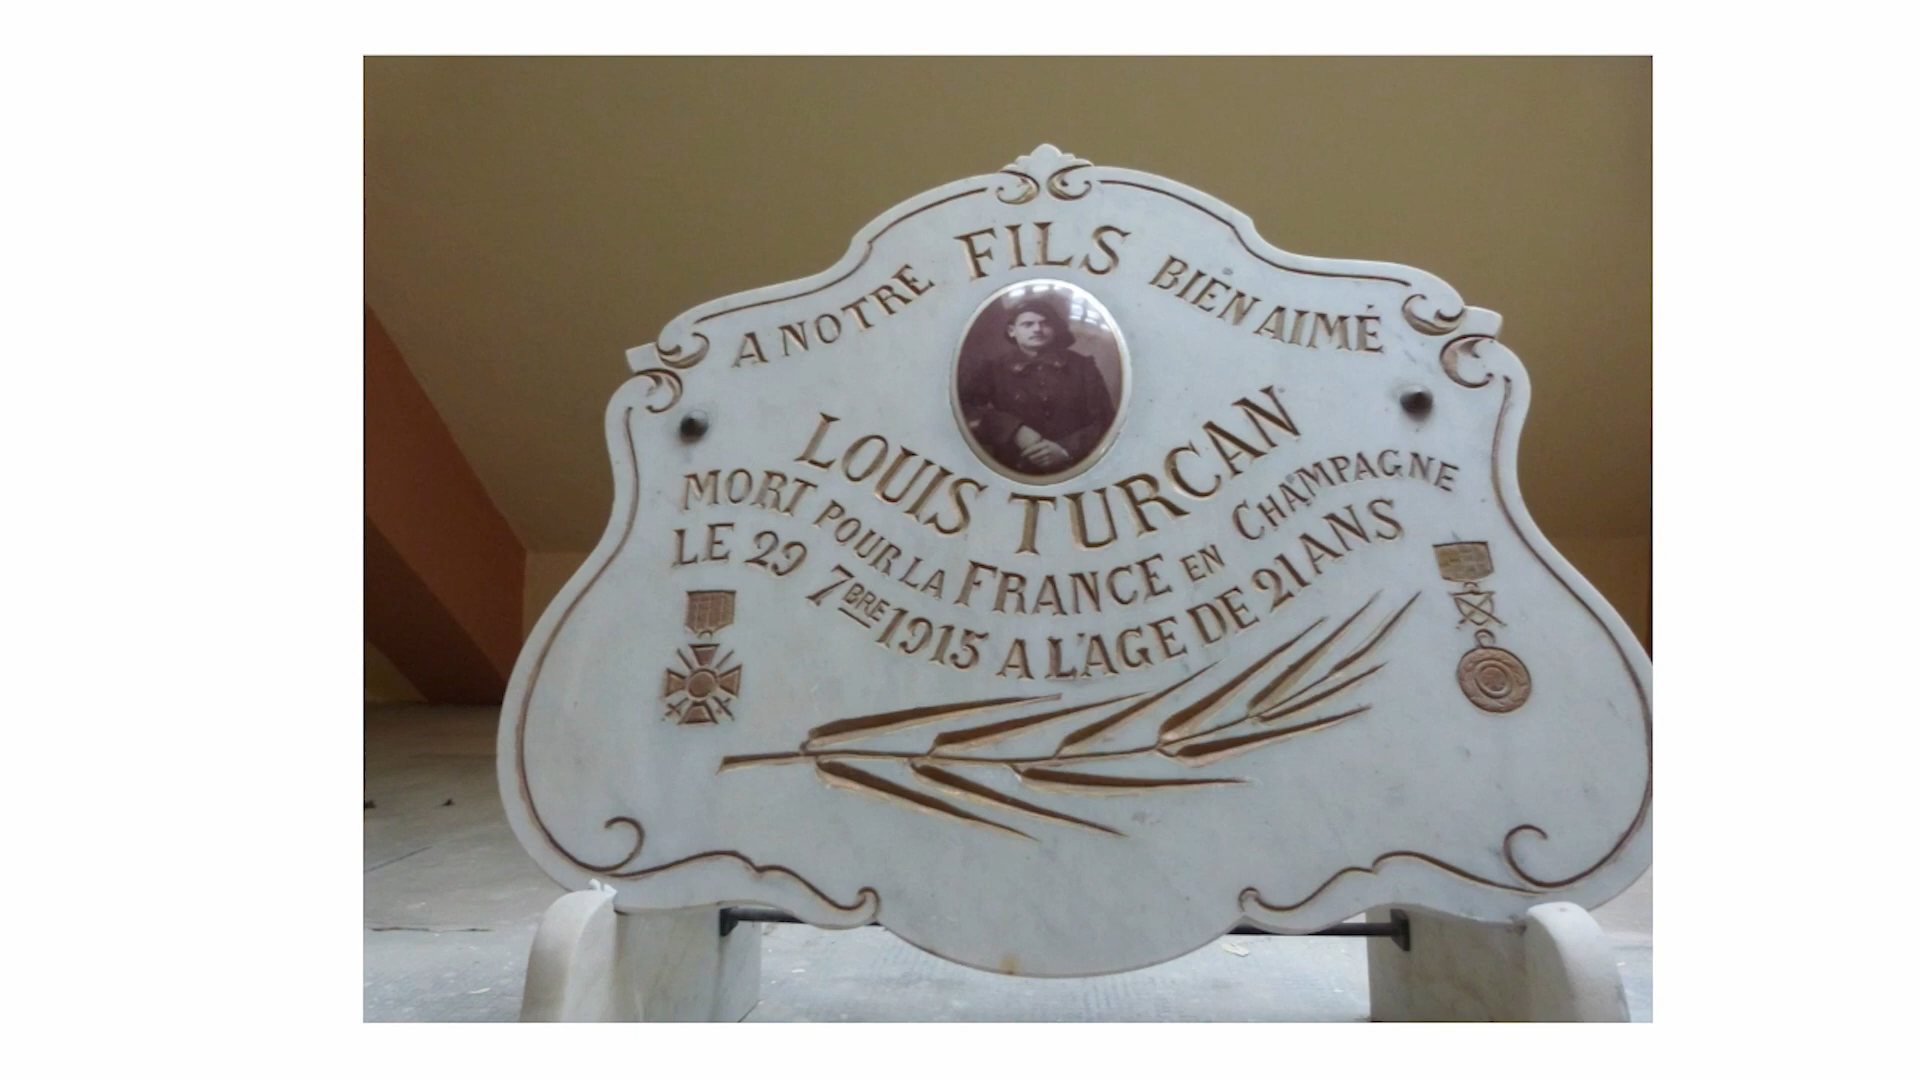 A NOTRE FILS BIEN AIMÉ
LOUIS TURCAN
MORT POUR LA FRANCE EN CHAMPAGNE
LE 29 7BRE 1915 A L'AGE DE 21 ANS